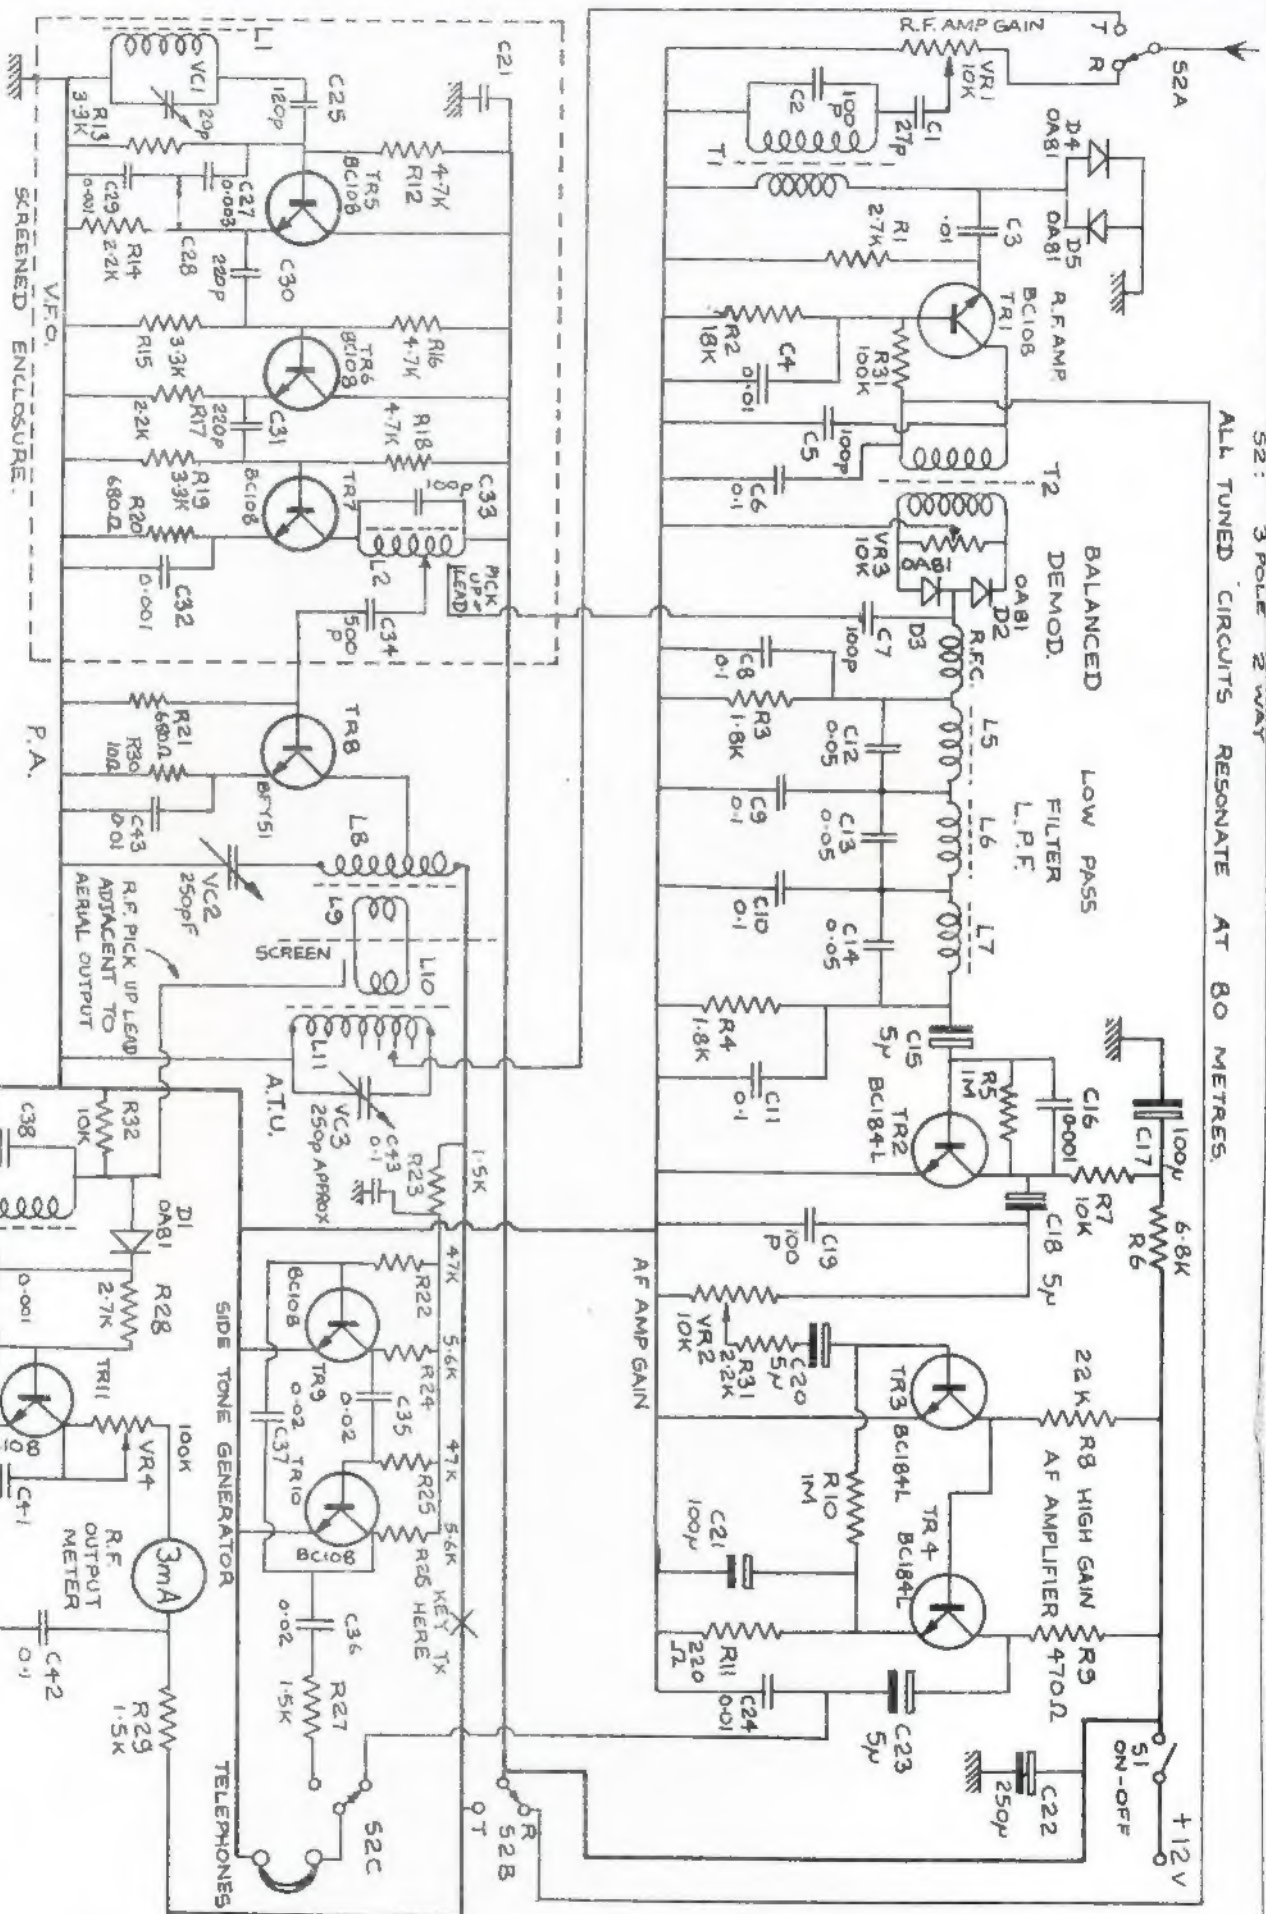 S2: 3 POLE 2 WAY
ALL TUNED CIRCUITS RESONATE AT 80 METRES.
S2A
T
R
R.F. AMP GAIN
VR1
10K
C1
27p
100
p
C2
T1
D4
OA81
D5
OA81
C3
.01
R1
2.7K
R.F. AMP
TR1
BC108
R2
18K
C4
0.01
R31
100K
C5
100p
C6
0.1
T2
BALANCED
DEMOD.
VR3
10K
OA81
D2
OA81
D3
C7
100p
R.F.C.
C8
0.1
R3
1.8K
LOW PASS
FILTER
L.P.F.
L5
L6
L7
C12
0.05
C9
0.1
C13
0.05
C10
0.1
C14
0.05
R4
1.8K
C11
0.1
C15
5µ
TR2
BC184L
R5
1M
C16
0.001
100µ
C17
R7
10K
6.8K
R6
C18 5µ
C19
100
p
AF AMP GAIN
VR2
10K
R31
2.2K
C20
5µ
TR3
BC184L
22K R8
HIGH GAIN
AF AMPLIFIER
R10
1M
C21
100µ
TR4
BC184L
R9
470Ω
R11
220
Ω
C24
0.01
C23
5µ
C22
250µ
S1
ON-OFF
+12V
C21
L1
VC1
20p
C25
120p
R13
3.3K
C27
0.003
C29
0.001
C28
R14
2.2K
TR5
BC108
4.7K
R12
C30
220p
R15
3.3K
TR6
BC108
R16
4.7K
R17
2.2K
C31
220p
R18
4.7K
R19
3.3K
TR7
BC108
R20
680Ω
C32
0.001
C33
L2
PICK
UP
LEAD
C34
500
p
V.F.O.
SCREENED ENCLOSURE.
P.A.
TR8
BFY51
R21
680Ω
R30
10Ω
C43
0.01
VC2
250pF
L8
L9
SCREEN
L10
L11
R.F. PICK UP LEAD
ADJACENT TO
AERIAL OUTPUT
A.T.U.
VC3
250p APPROX
C43
0.1
R23
1.5K
R32
10K
C38
D1
OA81
R28
2.7K
0.001
TR11
VR4
100K
C41
3mA
R.F.
OUTPUT
METER
C42
0.1
R29
1.5K
SIDE TONE GENERATOR
47K
R22
BC108
TR9
5.6K
R24
C35
0.02
0.02
C37
47K
R25
TR10
BC108
5.6K
R26
KEY TX
HERE
C36
0.02
R27
1.5K
S2C
S2B
R
T
TELEPHONES